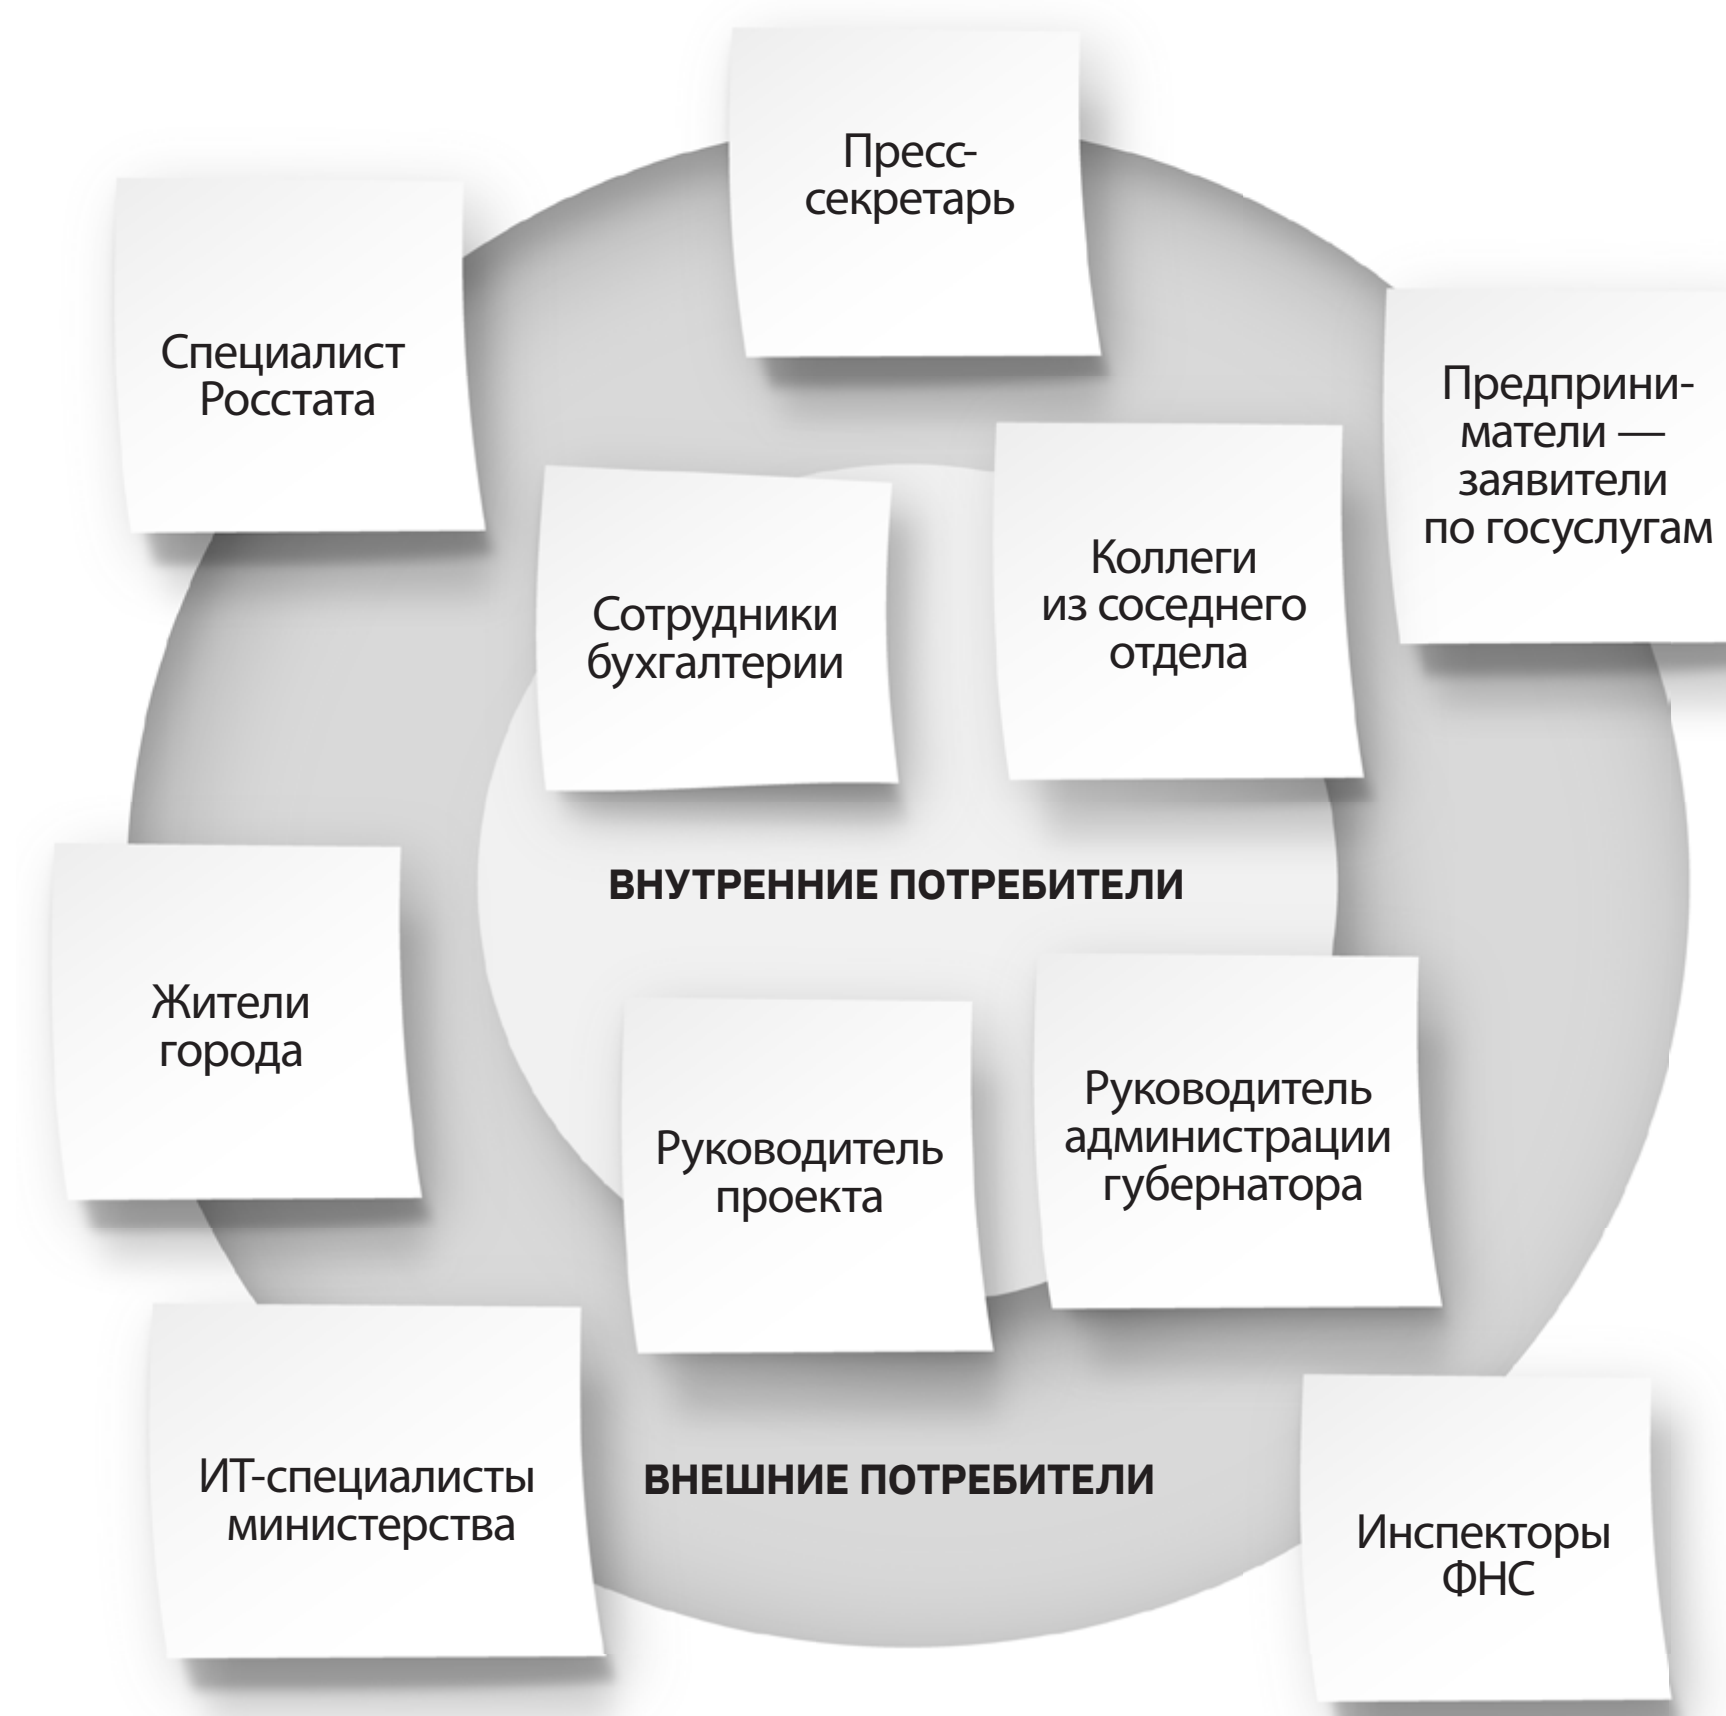 Пресс-
секретарь
Специалист
Росстата
Предприни-
матели —
заявители
по госуслугам
Сотрудники
бухгалтерии
Коллеги
из соседнего
отдела
ВНУТРЕННИЕ ПОТРЕБИТЕЛИ
Жители
города
Руководитель
проекта
Руководитель
администрации
губернатора
ИТ-специалисты
министерства
ВНЕШНИЕ ПОТРЕБИТЕЛИ
Инспекторы
ФНС